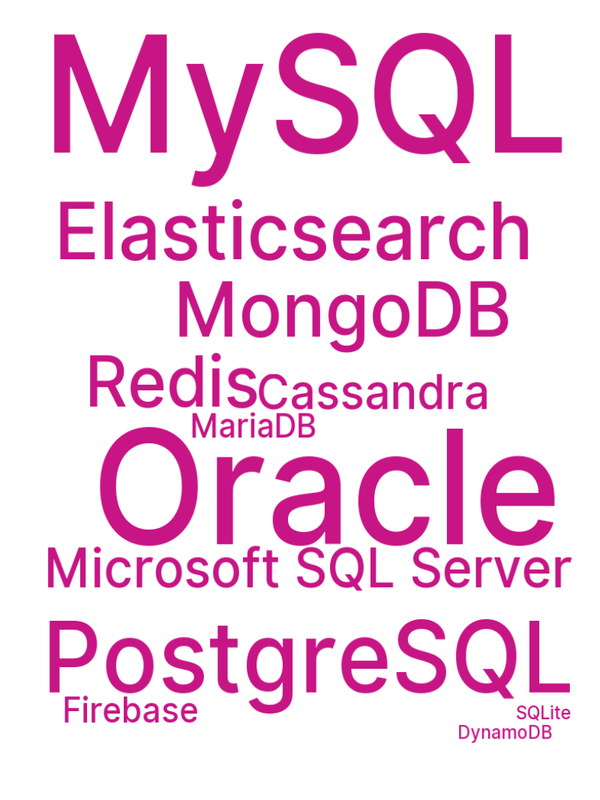 MySQL
Elasticsearch
MongoDB
Redis
Cassandra
MariaDB
Oracle
Microsoft SQL Server
PostgreSQL
Firebase
SQLite
DynamoDB